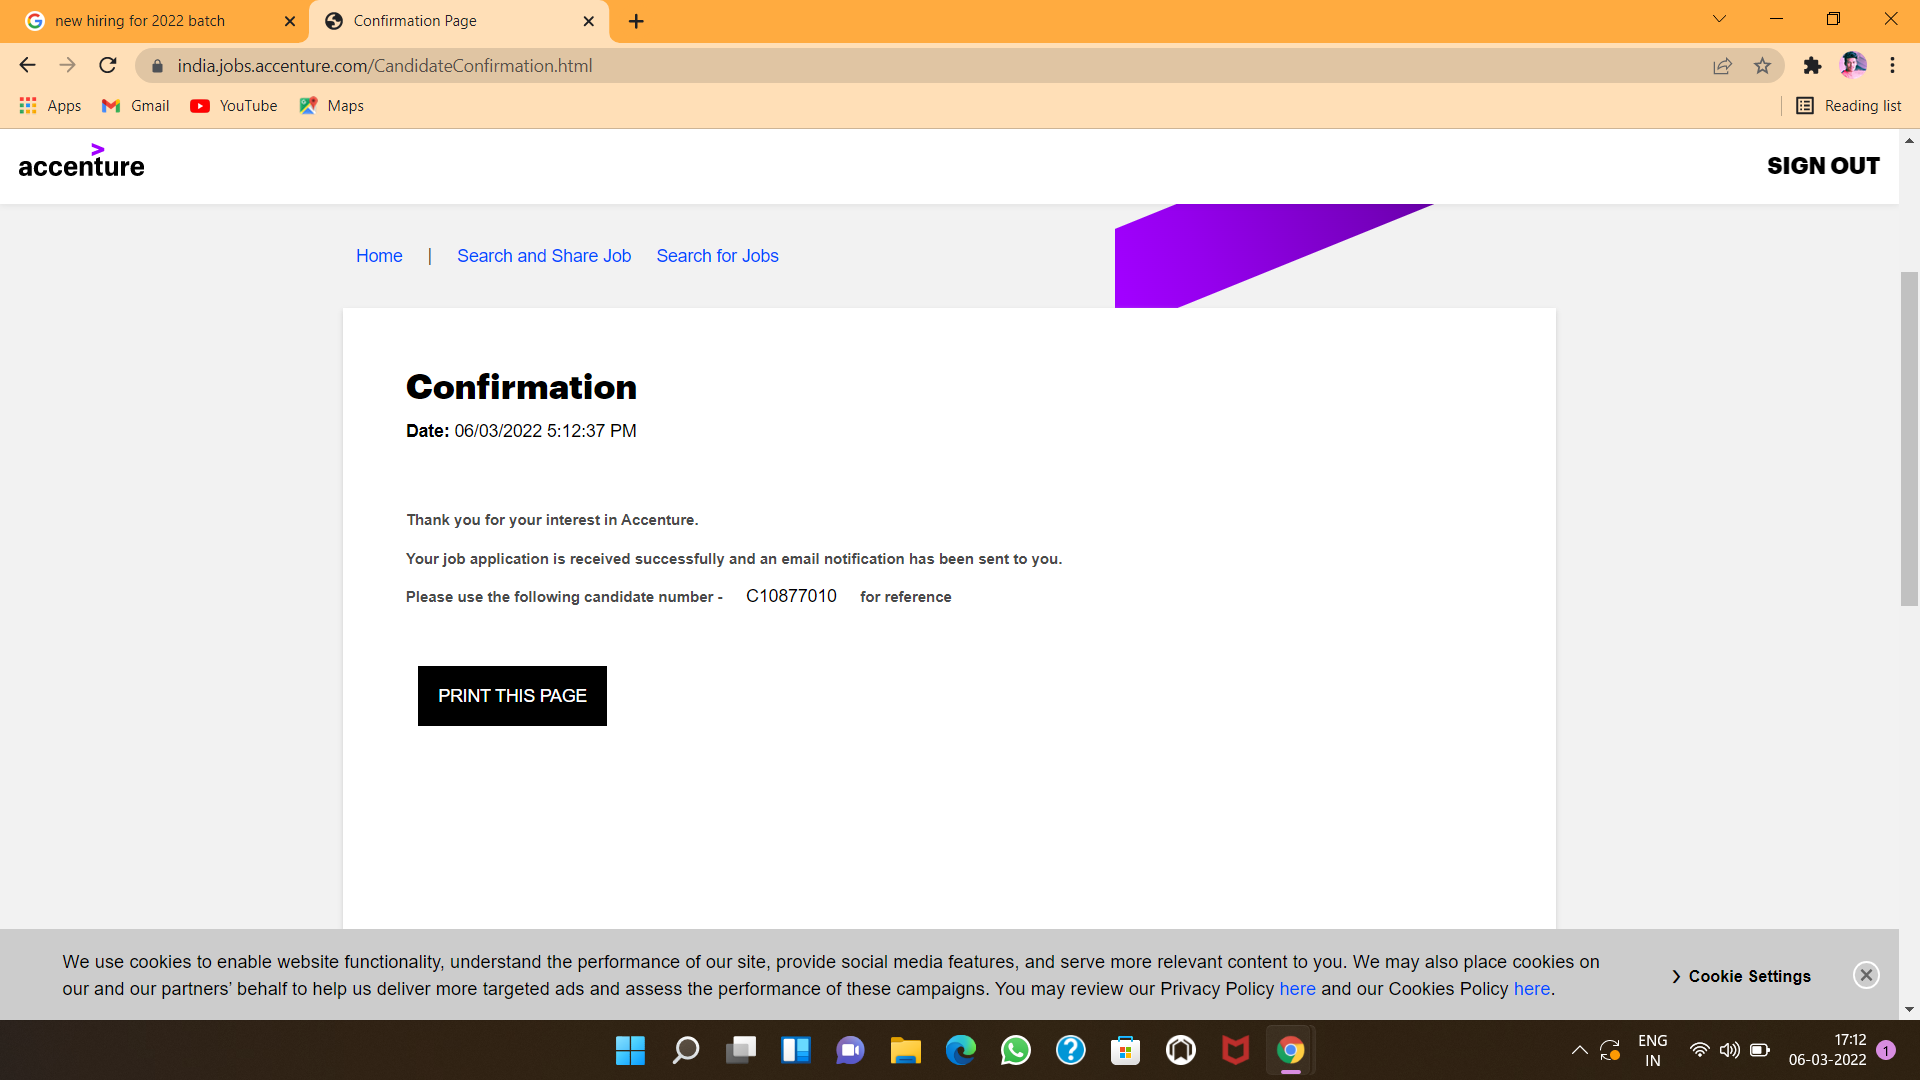 new hiring for 2022 batch
Confirmation Page
india.jobs.accenture.com/CandidateConfirmation.html
Apps
Gmail
YouTube
Maps
Reading list
accenture
SIGN OUT
Home | Search and Share Job Search for Jobs
Confirmation
Date: 06/03/2022 5:12:37 PM
Thank you for your interest in Accenture.
Your job application is received successfully and an email notification has been sent to you.
Please use the following candidate number - C10877010 for reference
PRINT THIS PAGE
We use cookies to enable website functionality, understand the performance of our site, provide social media features, and serve more relevant content to you. We may also place cookies on
our and our partners' behalf to help us deliver more targeted ads and assess the performance of these campaigns. You may review our Privacy Policy here and our Cookies Policy here.
Cookie Settings
ENG
IN
17:12
06-03-2022
1